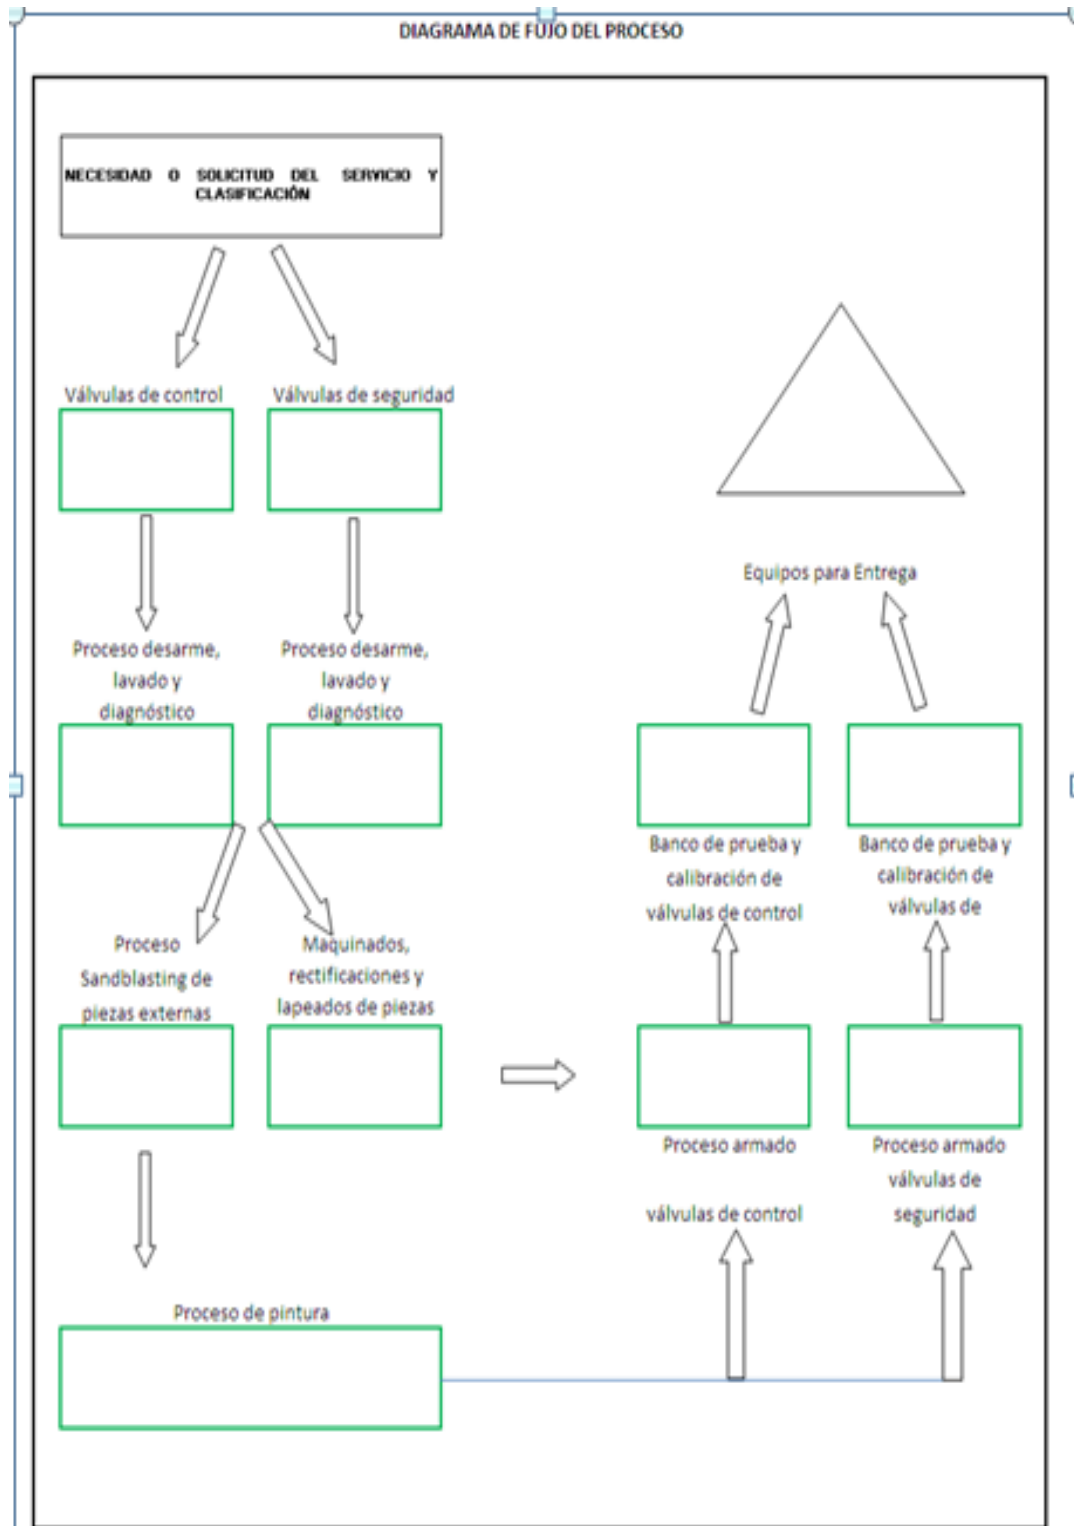 DIAGRAMA DE FUJO DEL PROCESO
NECESIDAD O SOLICITUD DEL SERVICIO Y
CLASIFICACIÓN
Válvulas de control
Válvulas de seguridad
Proceso desarme,
lavado y
diagnóstico
Proceso desarme,
lavado y
diagnóstico
Proceso
Sandblasting de
piezas externas
Maquinados,
rectificaciones y
lapeados de piezas
Proceso de pintura
Equipos para Entrega
Banco de prueba y
calibración de
válvulas de control
Banco de prueba y
calibración de
válvulas de
Proceso armado
válvulas de control
Proceso armado
válvulas de
seguridad